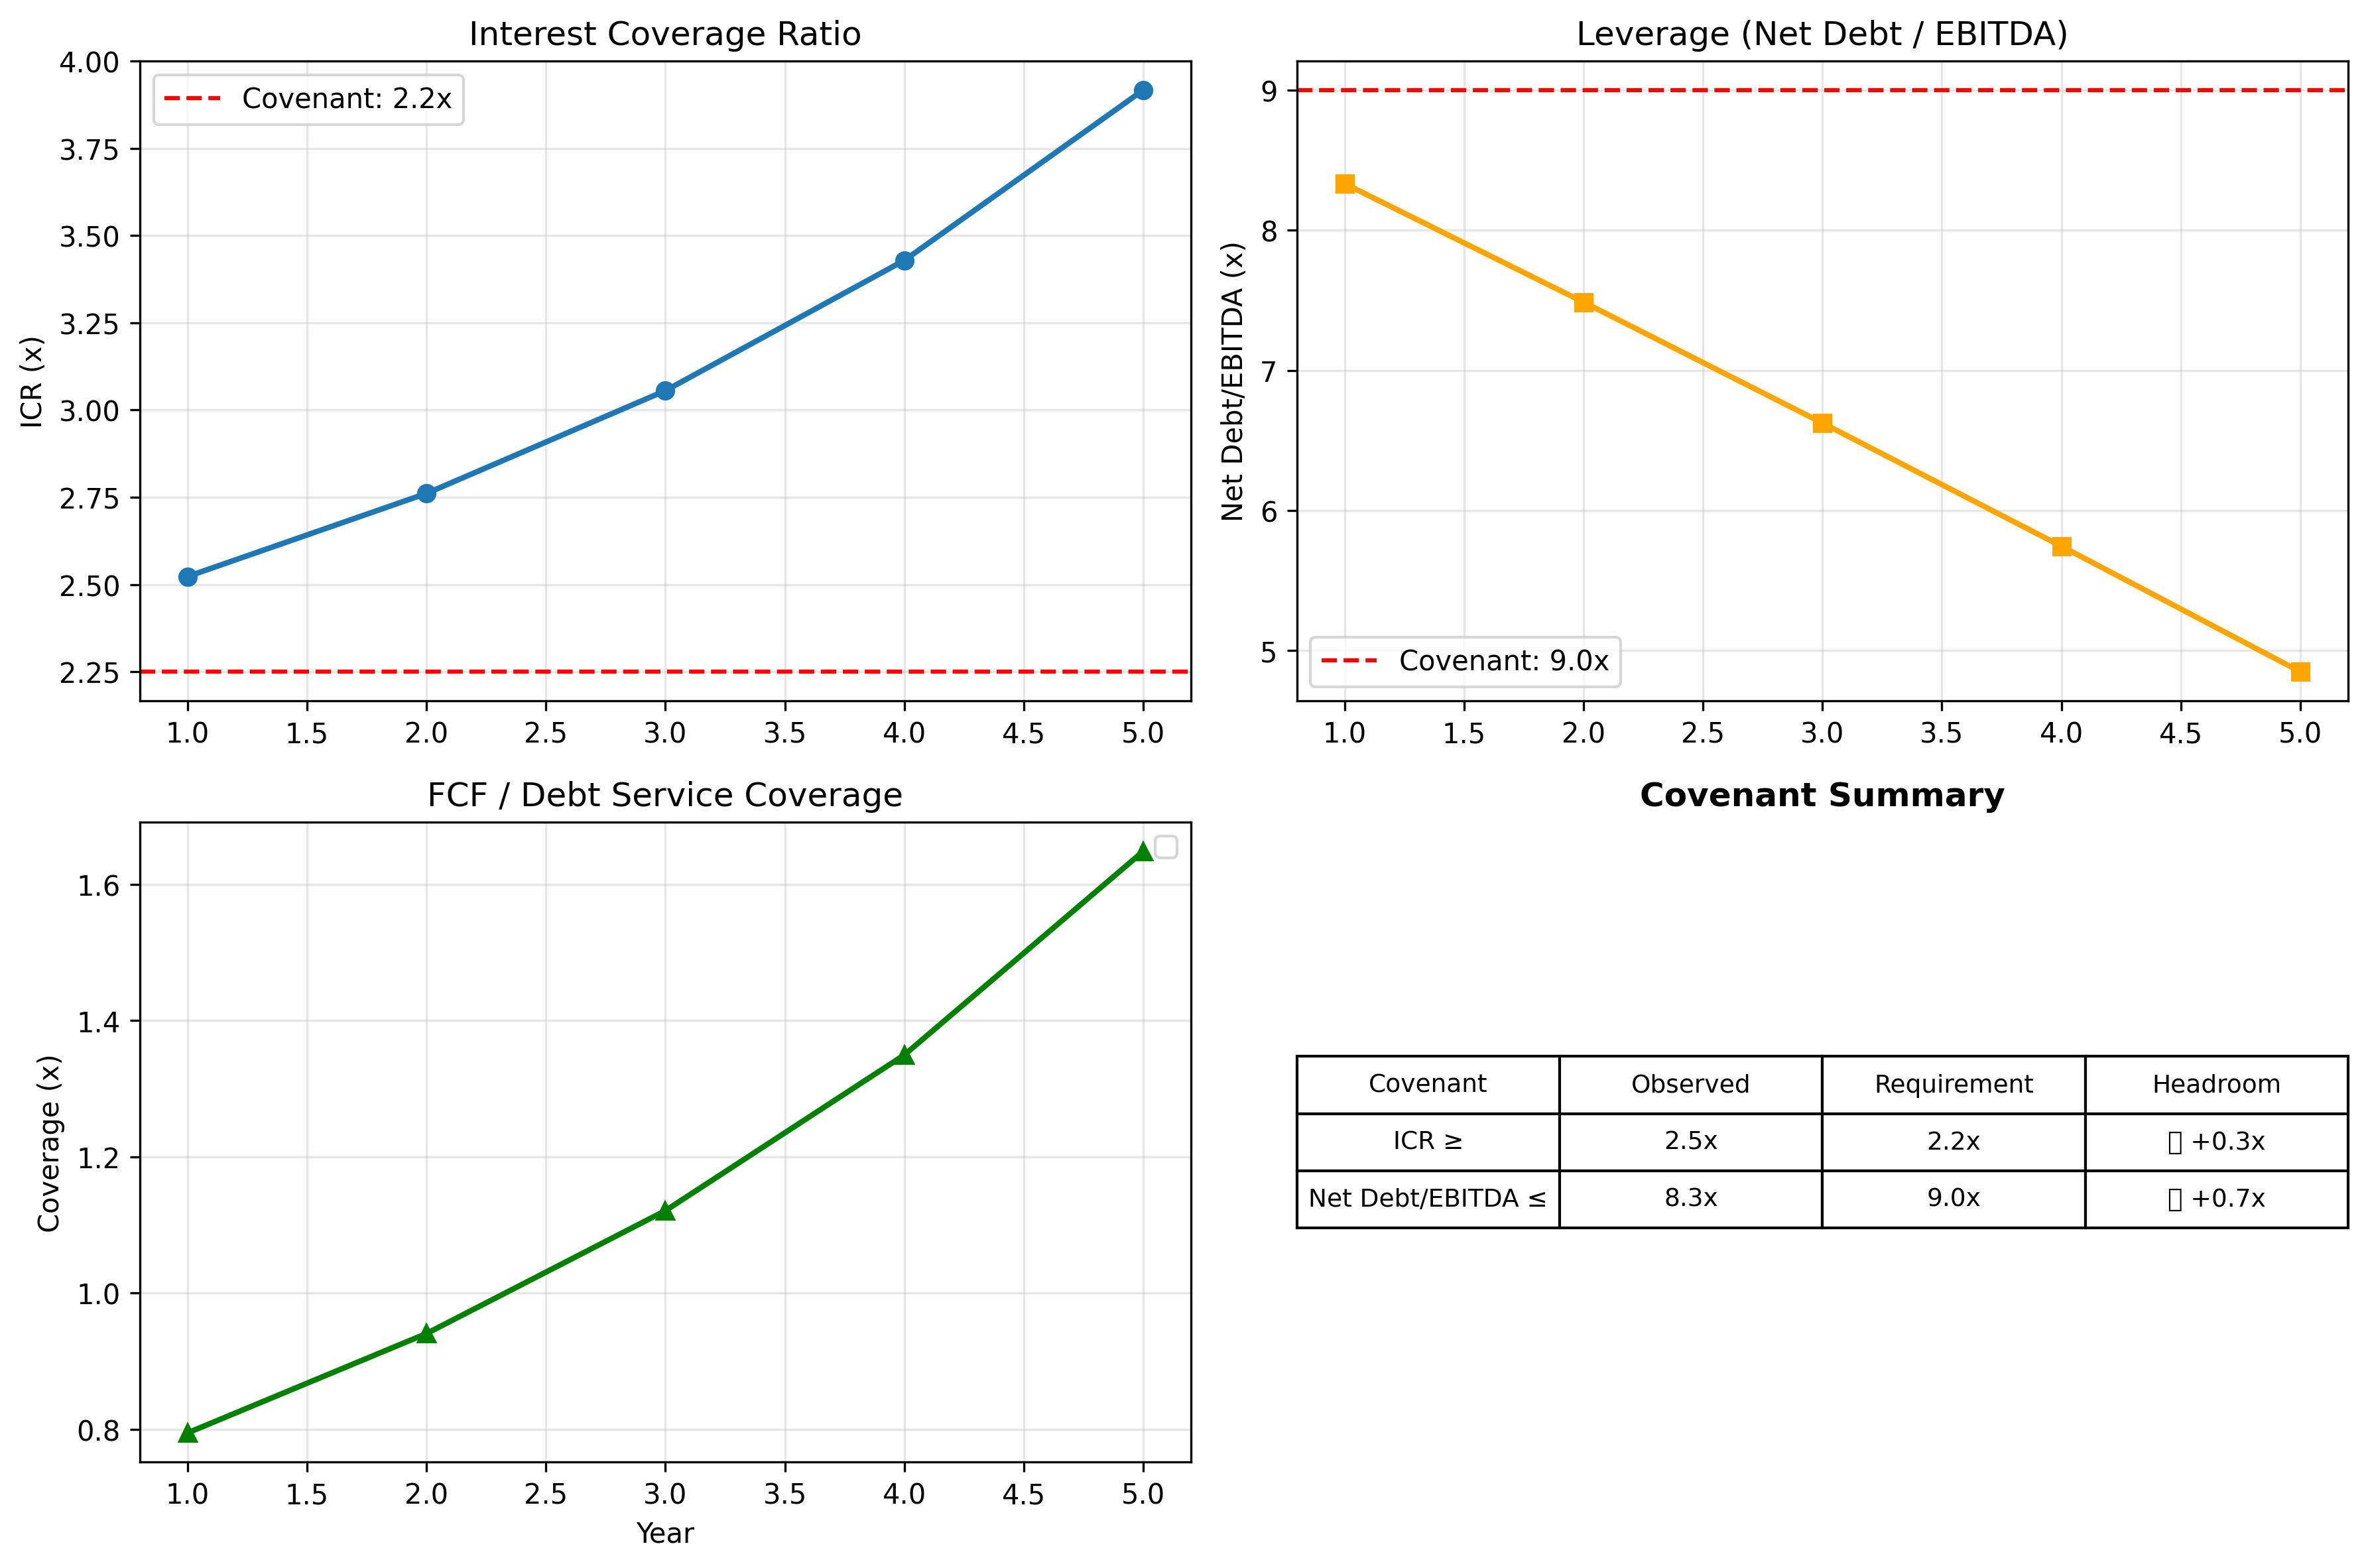 Interest Coverage Ratio
ICR (x)
4.00
3.75
3.50
3.25
3.00
2.75
2.50
2.25
Covenant: 2.2x
1.0 1.5 2.0 2.5 3.0 3.5 4.0 4.5 5.0
Leverage (Net Debt / EBITDA)
Net Debt/EBITDA (x)
9
8
7
6
5
Covenant: 9.0x
1.0 1.5 2.0 2.5 3.0 3.5 4.0 4.5 5.0
FCF / Debt Service Coverage
Coverage (x)
1.6
1.4
1.2
1.0
0.8
1.0 1.5 2.0 2.5 3.0 3.5 4.0 4.5 5.0
Year
Covenant Summary
Covenant Observed Requirement Headroom
ICR ≥ 2.5x 2.2x +0.3x
Net Debt/EBITDA ≤ 8.3x 9.0x +0.7x